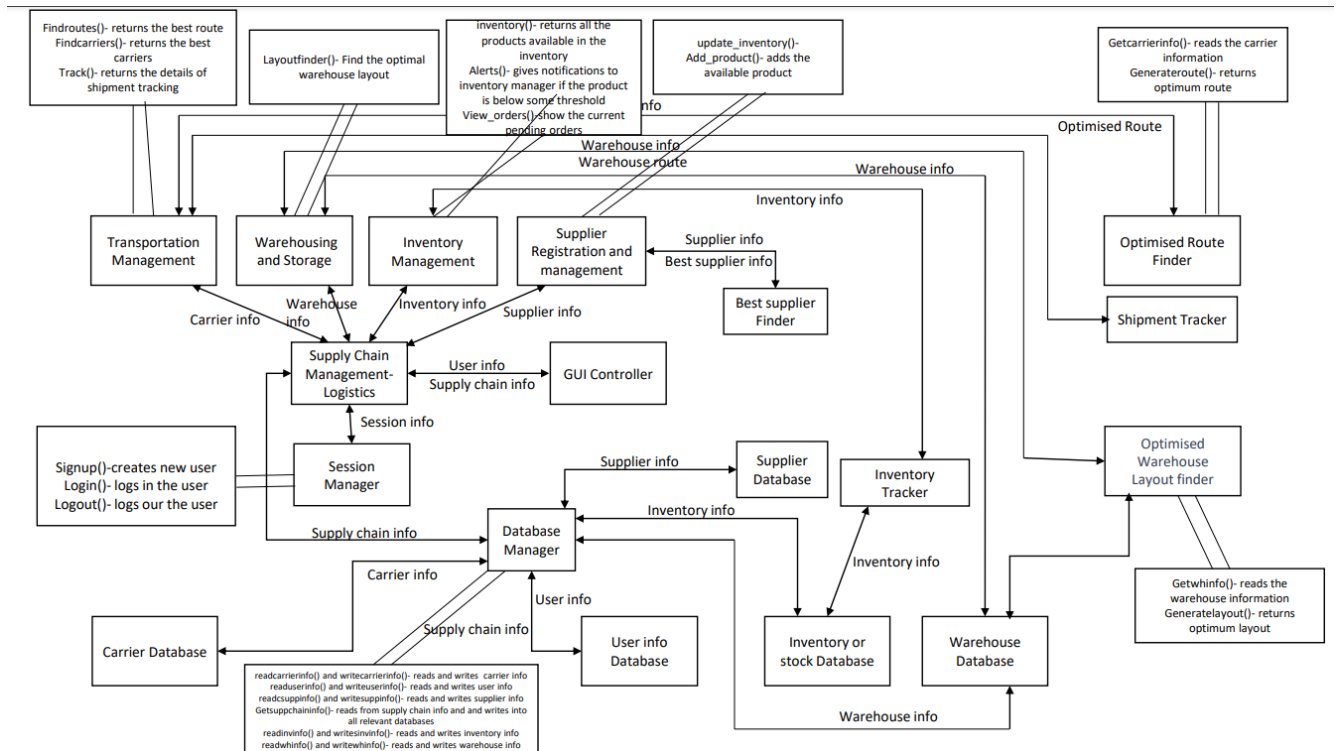 Findroutes()- returns the best route
Findcarriers()- returns the best
carriers
Track()- returns the details of
shipment tracking
Layoutfinder()- Find the optimal
warehouse layout
inventory()- returns all the
products available in the
inventory
Alerts()- gives notifications to
inventory manager if the product
is below some threshold
View_orders()-show the current
pending orders
update_inventory()-
Add_product()- adds the
available product
Getcarrierinfo()- reads the carrier
information
Generateroute()- returns
optimum route
info
Optimised Route
Warehouse info
Warehouse route
Warehouse info
Inventory info
Transportation
Management
Warehousing
and Storage
Inventory
Management
Supplier
Registration and
management
Supplier info
Best supplier info
Optimised Route
Finder
Best supplier
Finder
Shipment Tracker
Carrier info
Warehouse
info
Inventory info
Supplier info
Supply Chain
Management-
Logistics
User info
Supply chain info
GUI Controller
Session info
Signup()-creates new user
Login()- logs in the user
Logout()- logs our the user
Session
Manager
Supplier info
Supplier
Database
Inventory
Tracker
Optimised
Warehouse
Layout finder
Supply chain info
Database
Manager
Inventory info
Inventory info
Carrier info
User info
Supply chain info
Getwhinfo()- reads the
warehouse information
Generatelayout()- returns
optimum layout
Carrier Database
User info
Database
Inventory or
stock Database
Warehouse
Database
readcarrierinfo() and writecarrierinfo()- reads and writes carrier info
readuserinfo() and writeuserinfo()- reads and writes user info
readcsuppinfo() and writesuppinfo()- reads and writes supplier info
Getsuppchaininfo()- reads from supply chain info and and writes into
all relevant databases
readinvinfo() and writesinvinfo()- reads and writes inventory info
readwhinfo() and writewhinfo()- reads and writes warehouse info
Warehouse info